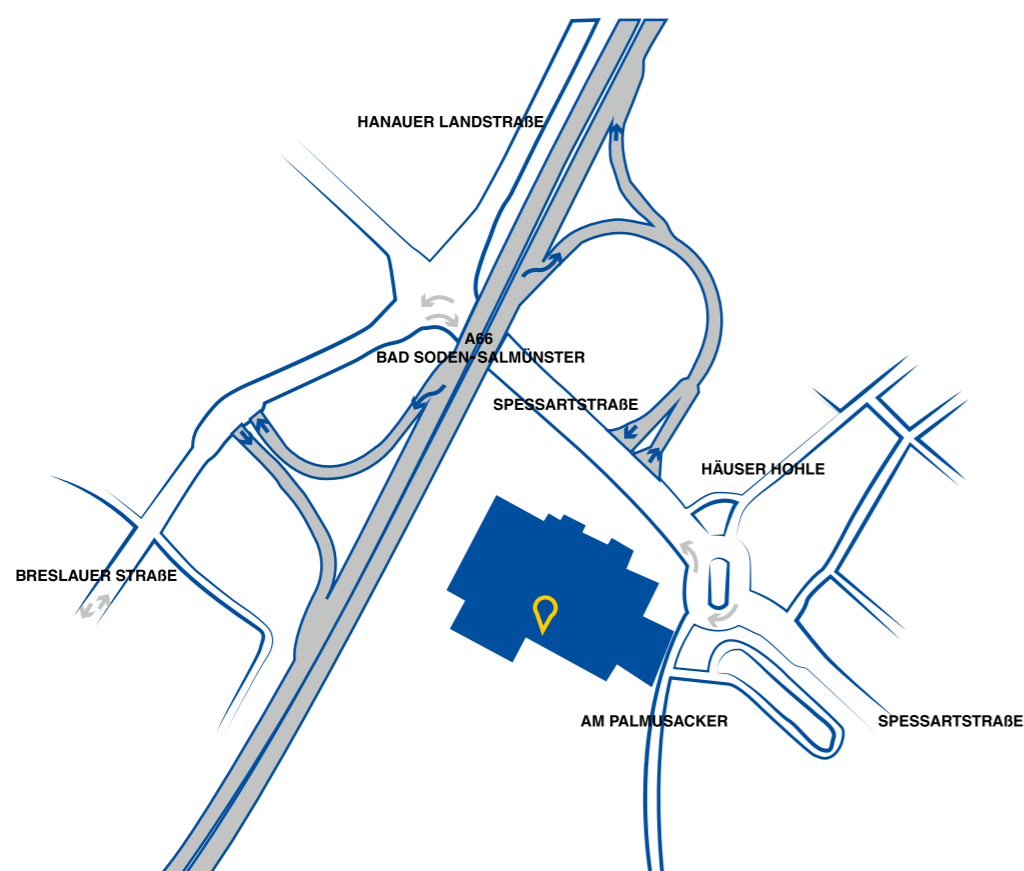 HANAUER LANDSTRAßE
A66
BAD SODEN-SALMÜNSTER
SPESSARTSTRAßE
HÄUSER HOHLE
BRESLAUER STRAßE
AM PALMUSACKER
SPESSARTSTRAßE